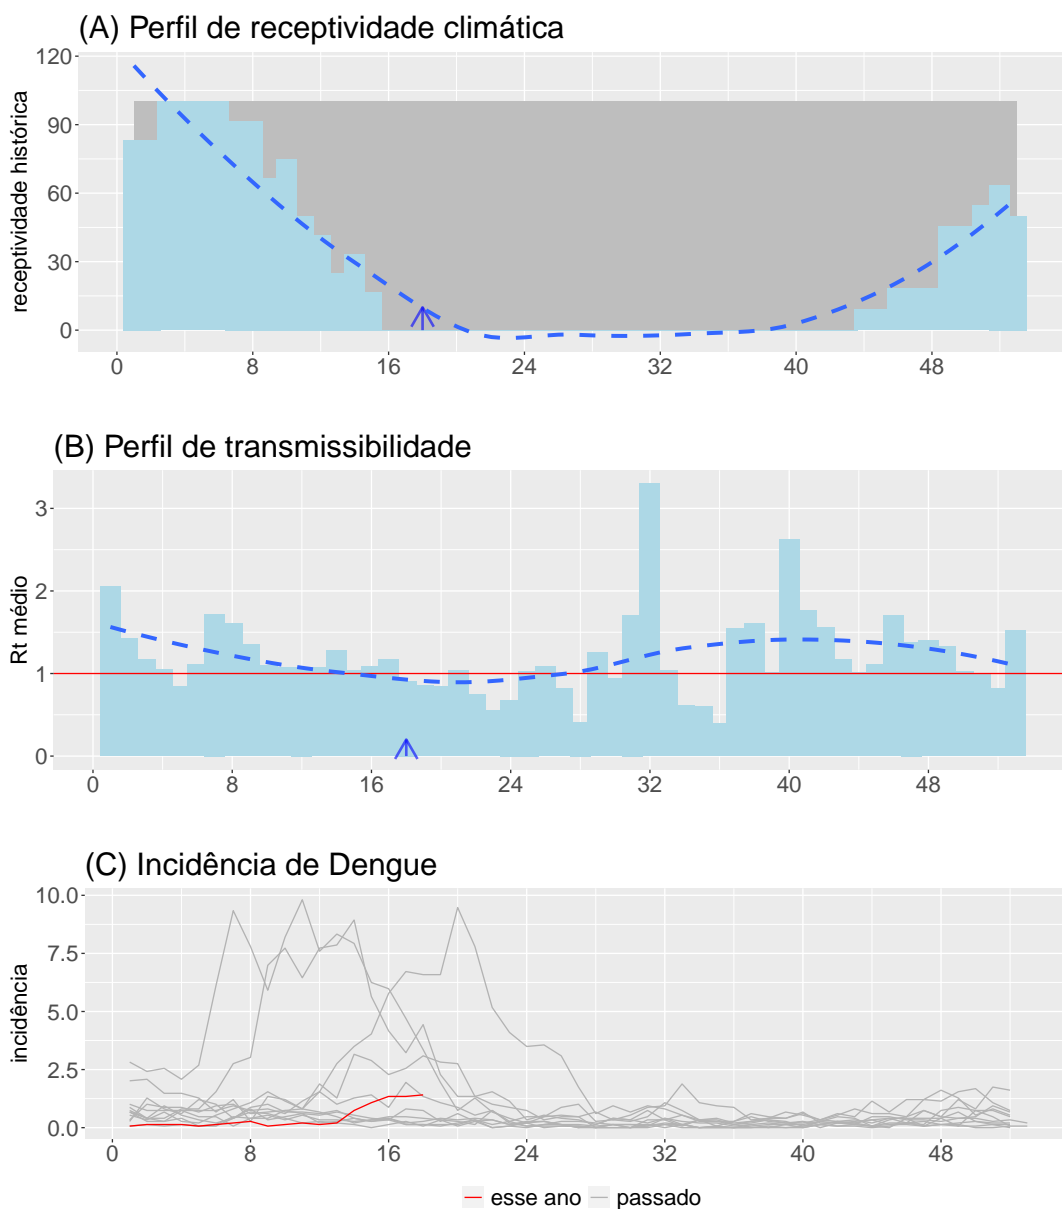 (A) Perfil de receptividade climática
receptividade histórica
120
90
60
30
0
0 8 16 24 32 40 48
(B) Perfil de transmissibilidade
Rt médio
3
2
1
0
0 8 16 24 32 40 48
(C) Incidência de Dengue
incidência
10.0
7.5
5.0
2.5
0.0
0 8 16 24 32 40 48
esse ano passado